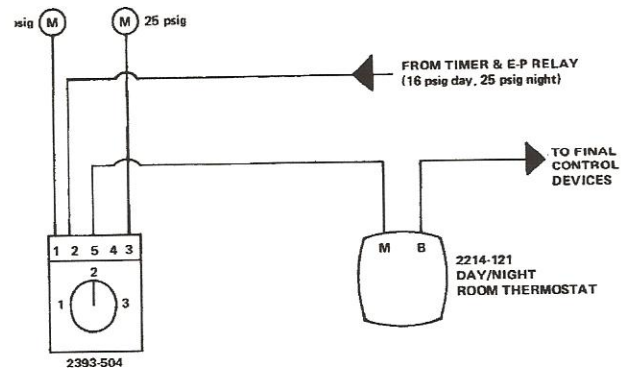 M
M
25 psig
FROM TIMER & E-P RELAY
(16 psig day, 25 psig night)
TO FINAL
CONTROL
DEVICES
1 2 5 4 3
2
1
3
2393-504
M B
2214-121
DAY/NIGHT
ROOM THERMOSTAT